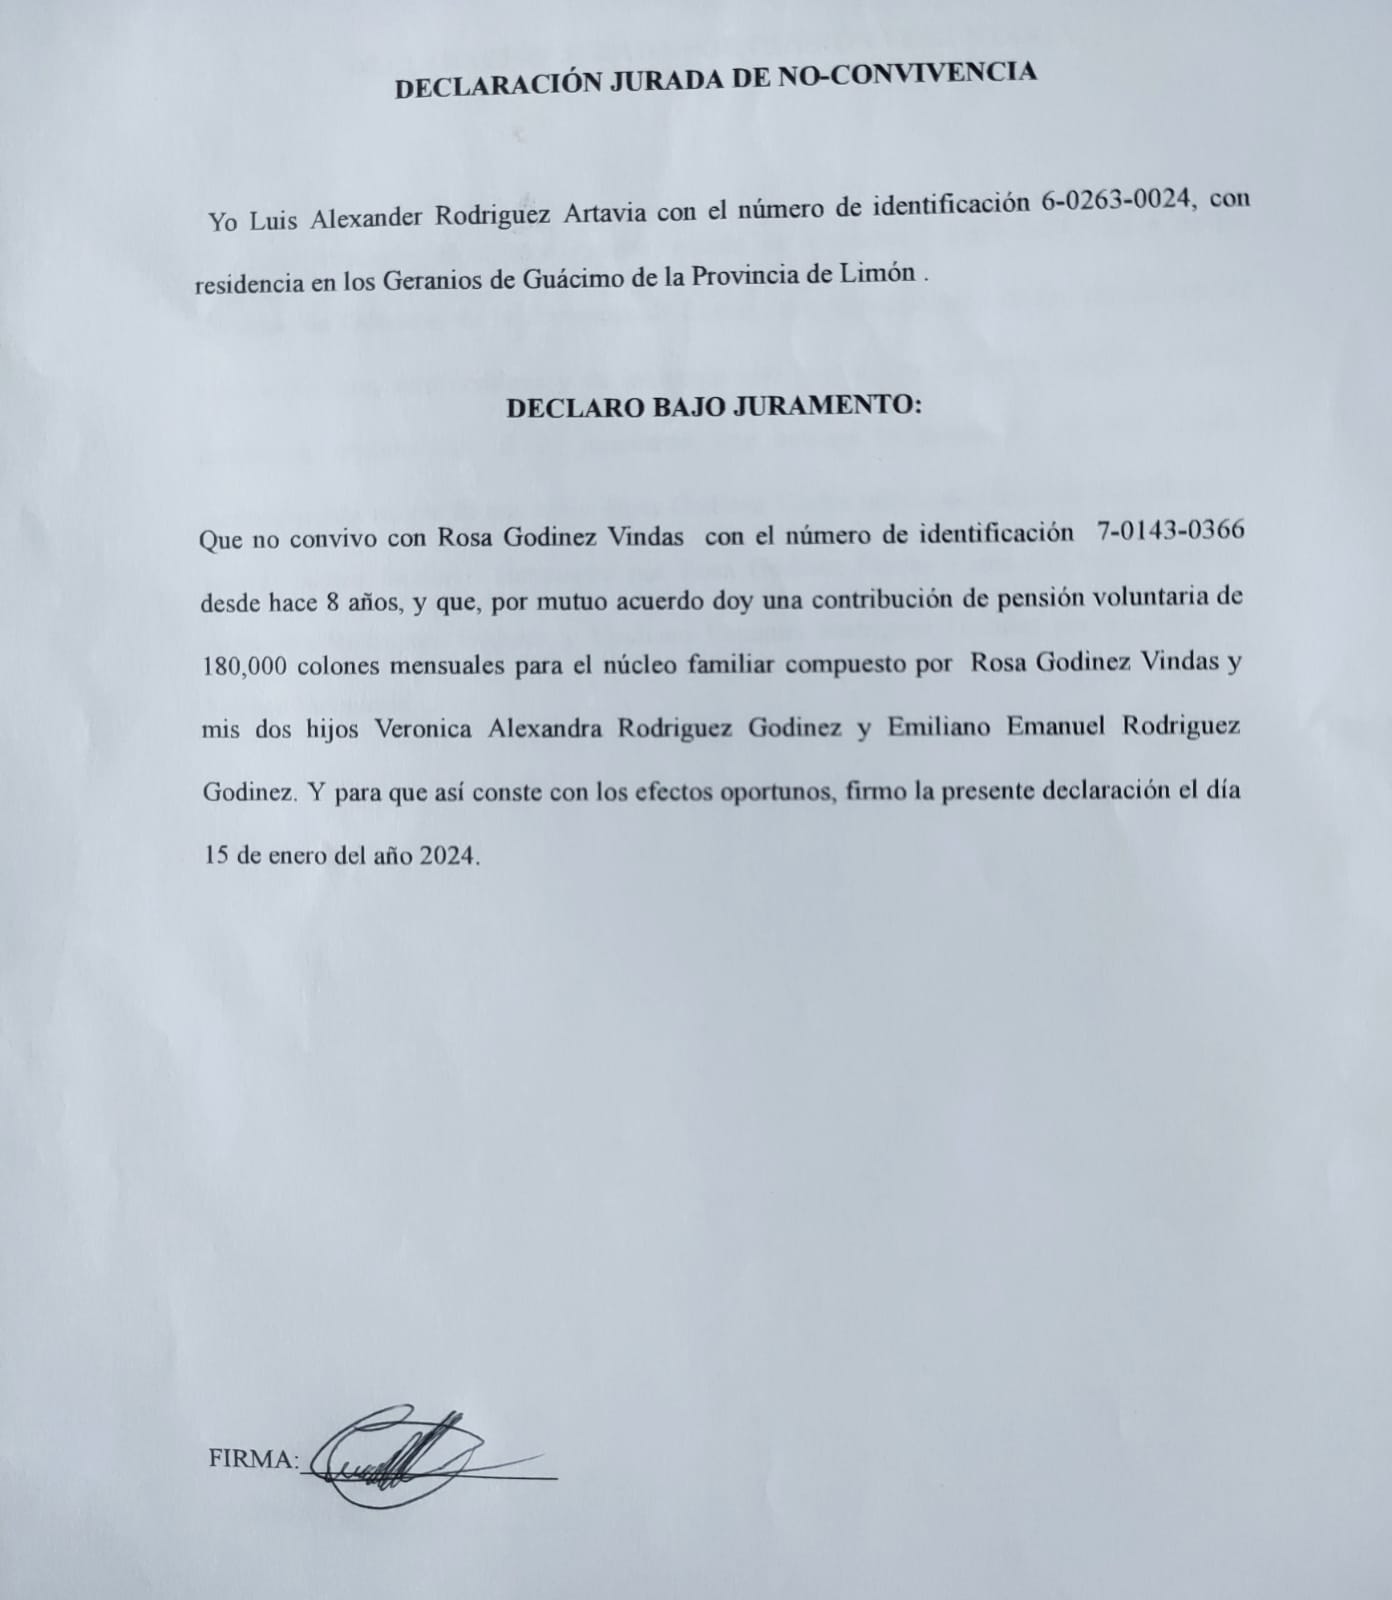 DECLARACIÓN JURADA DE NO-CONVIVENCIA
Yo Luis Alexander Rodriguez Artavia con el número de identificación 6-0263-0024, con
residencia en los Geranios de Guácimo de la Provincia de Limón .
DECLARO BAJO JURAMENTO:
Que no convivo con Rosa Godinez Vindas con el número de identificación 7-0143-0366
desde hace 8 años, y que, por mutuo acuerdo doy una contribución de pensión voluntaria de
180,000 colones mensuales para el núcleo familiar compuesto por Rosa Godinez Vindas y
mis dos hijos Veronica Alexandra Rodriguez Godinez y Emiliano Emanuel Rodriguez
Godinez. Y para que así conste con los efectos oportunos, firmo la presente declaración el día
15 de enero del año 2024.
FIRMA: